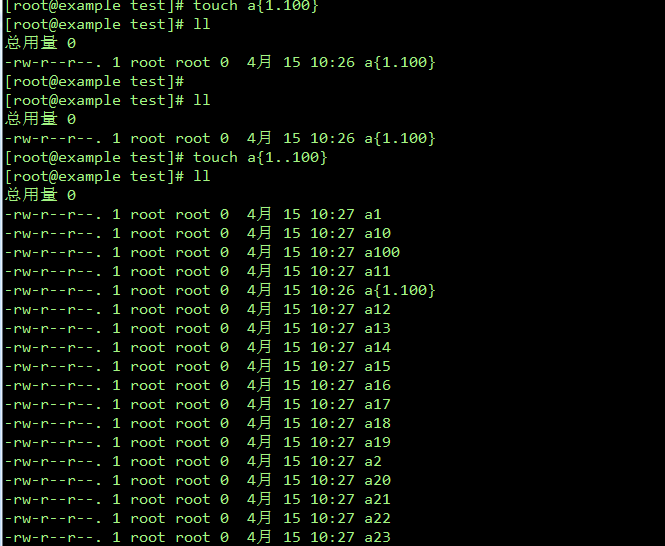 [root@example test]# touch a{1.100}
[root@example test]# ll
总用量 0
-rw-r--r--. 1 root root 0  4月 15 10:26 a{1.100}
[root@example test]#
[root@example test]# ll
总用量 0
-rw-r--r--. 1 root root 0  4月 15 10:26 a{1.100}
[root@example test]# touch a{1..100}
[root@example test]# ll
总用量 0
-rw-r--r--. 1 root root 0  4月 15 10:27 a1
-rw-r--r--. 1 root root 0  4月 15 10:27 a10
-rw-r--r--. 1 root root 0  4月 15 10:27 a100
-rw-r--r--. 1 root root 0  4月 15 10:27 a11
-rw-r--r--. 1 root root 0  4月 15 10:26 a{1.100}
-rw-r--r--. 1 root root 0  4月 15 10:27 a12
-rw-r--r--. 1 root root 0  4月 15 10:27 a13
-rw-r--r--. 1 root root 0  4月 15 10:27 a14
-rw-r--r--. 1 root root 0  4月 15 10:27 a15
-rw-r--r--. 1 root root 0  4月 15 10:27 a16
-rw-r--r--. 1 root root 0  4月 15 10:27 a17
-rw-r--r--. 1 root root 0  4月 15 10:27 a18
-rw-r--r--. 1 root root 0  4月 15 10:27 a19
-rw-r--r--. 1 root root 0  4月 15 10:27 a2
-rw-r--r--. 1 root root 0  4月 15 10:27 a20
-rw-r--r--. 1 root root 0  4月 15 10:27 a21
-rw-r--r--. 1 root root 0  4月 15 10:27 a22
-rw-r--r--. 1 root root 0  4月 15 10:27 a23